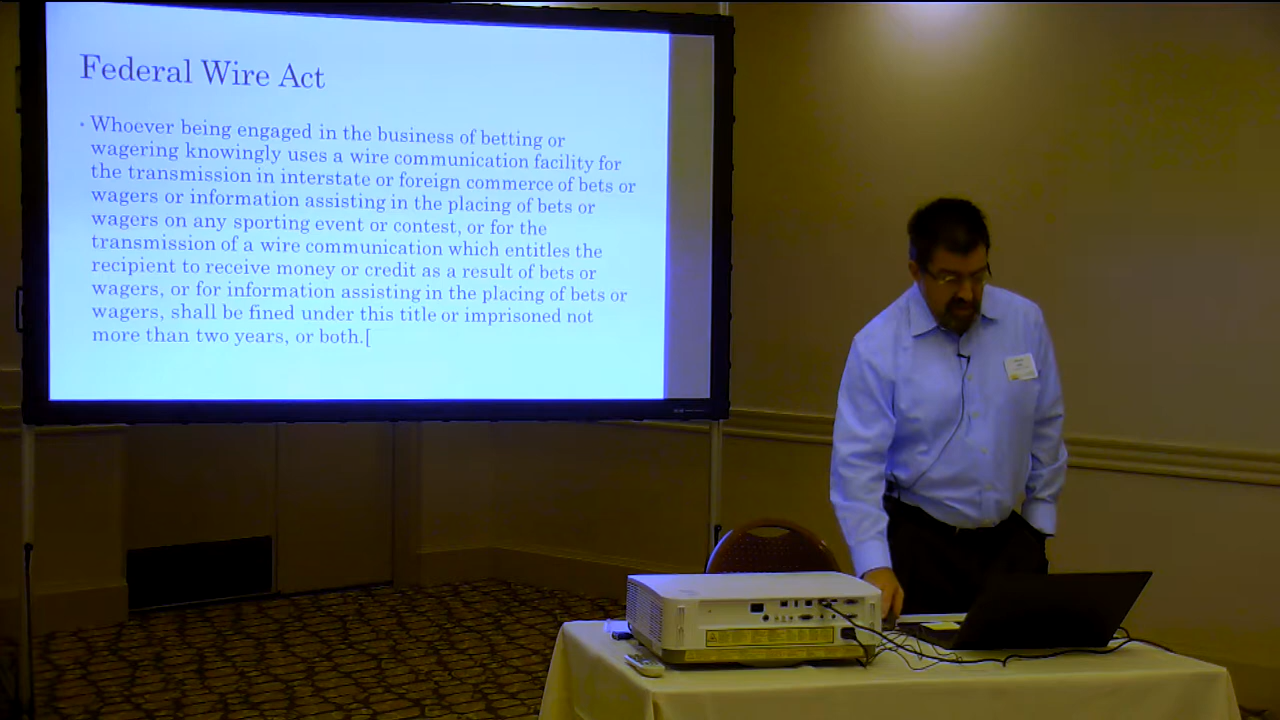 Federal Wire Act
• Whoever being engaged in the business of betting or
wagering knowingly uses a wire communication facility for
the transmission in interstate or foreign commerce of bets or
wagers or information assisting in the placing of bets or
wagers on any sporting event or contest, or for the
transmission of a wire communication which entitles the
recipient to receive money or credit as a result of bets or
wagers, or for information assisting in the placing of bets or
wagers, shall be fined under this title or imprisoned not
more than two years, or both.[